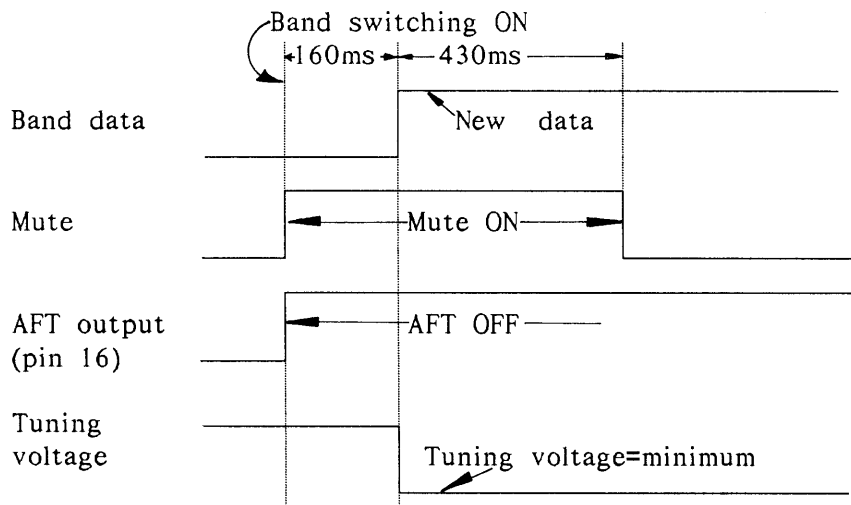 Band switching ON
160ms
430ms
Band data
New data
Mute
Mute ON
AFT output
(pin 16)
AFT OFF
Tuning
voltage
Tuning voltage=minimum